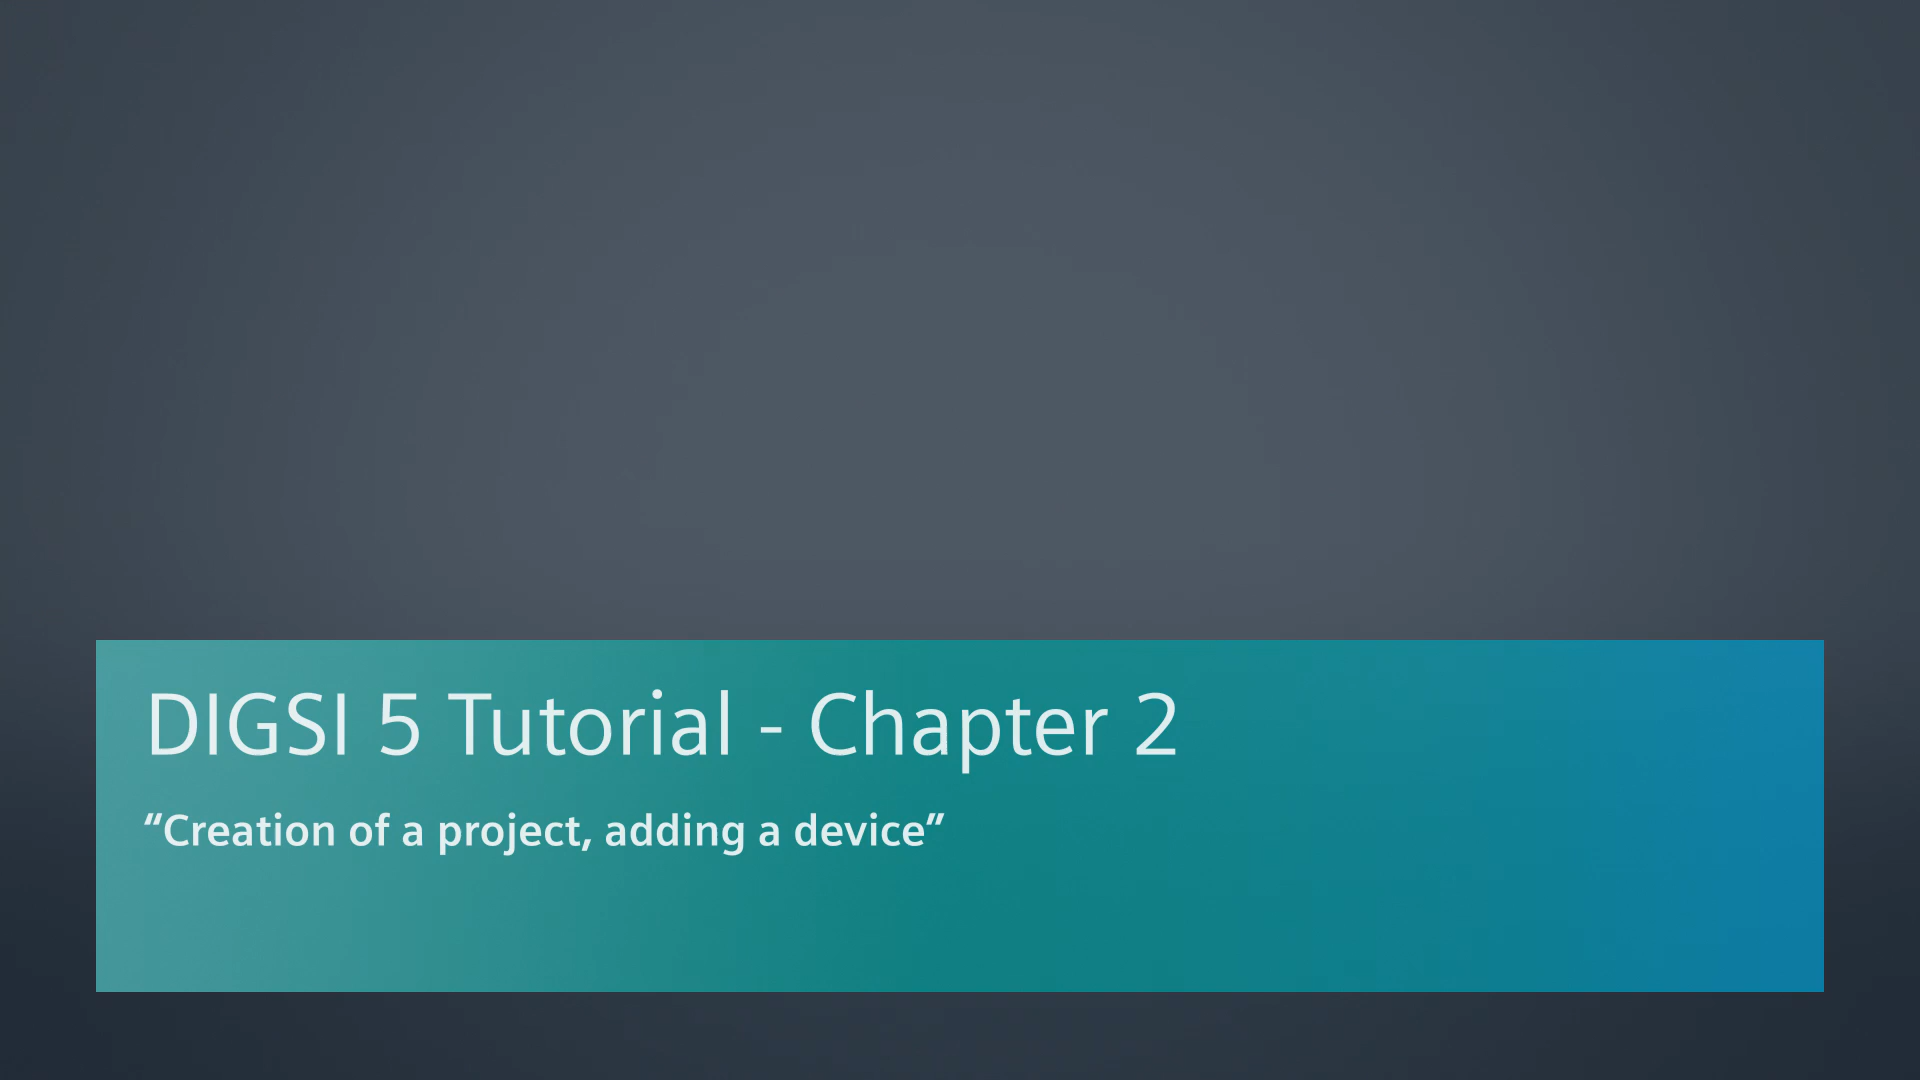 DIGSI 5 Tutorial - Chapter 2
“Creation of a project, adding a device”